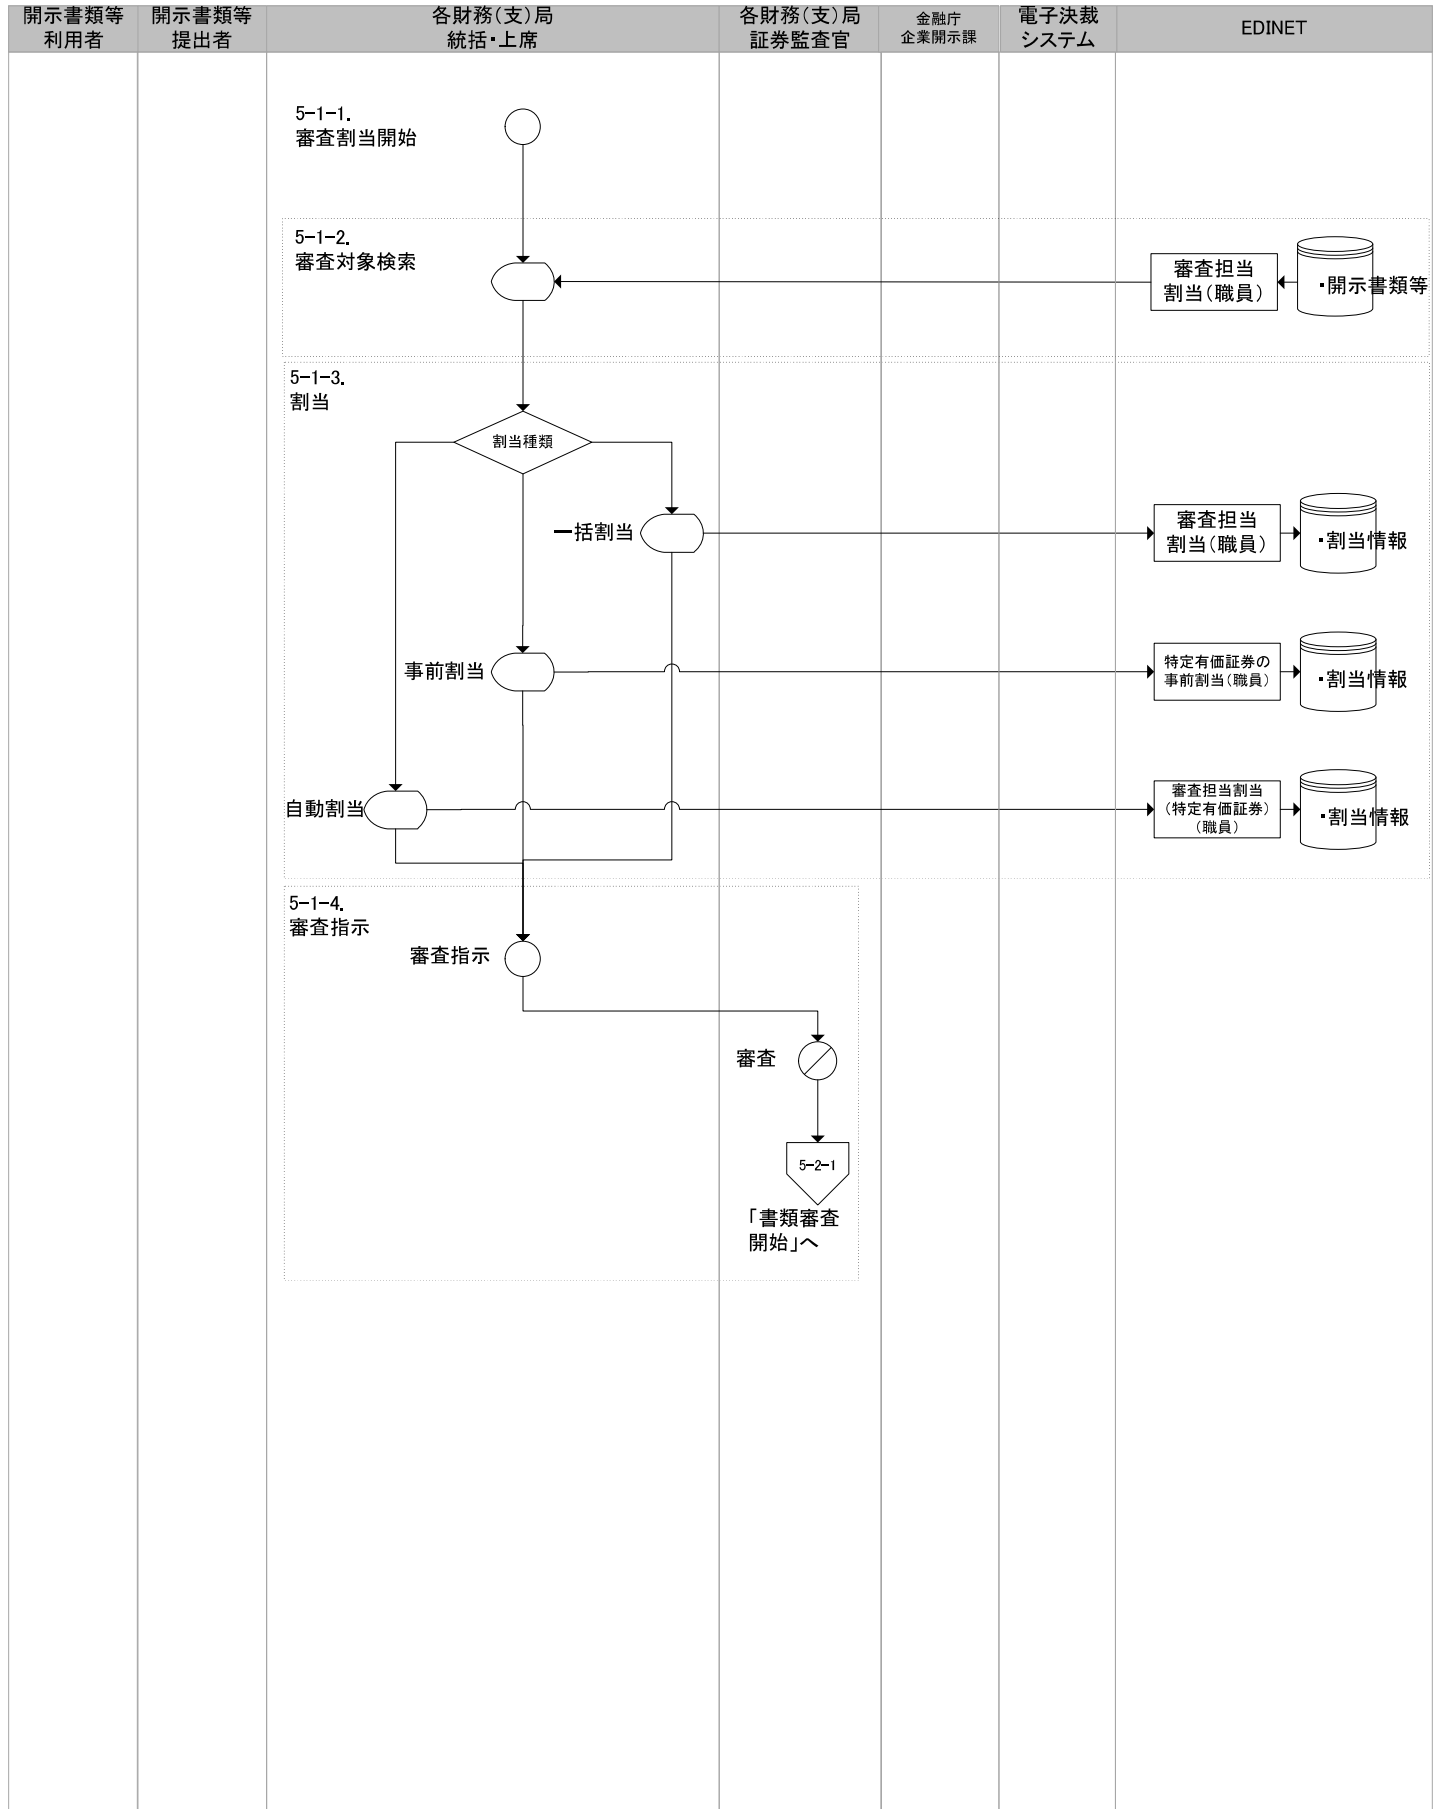 開示書類等
利用者
開示書類等
提出者
各財務(支)局
統括・上席
各財務(支)局
証券監査官
金融庁
企業開示課
電子決裁
システム
EDINET
5-1-1.
審査割当開始
5-1-2.
審査対象検索
審査担当
割当(職員)
・開示書類等
5-1-3.
割当
割当種類
一括割当
審査担当
割当(職員)
・割当情報
事前割当
特定有価証券の
事前割当(職員)
・割当情報
自動割当
審査担当割当
(特定有価証券)
(職員)
・割当情報
5-1-4.
審査指示
審査指示
審査
5-2-1
「書類審査
開始」へ